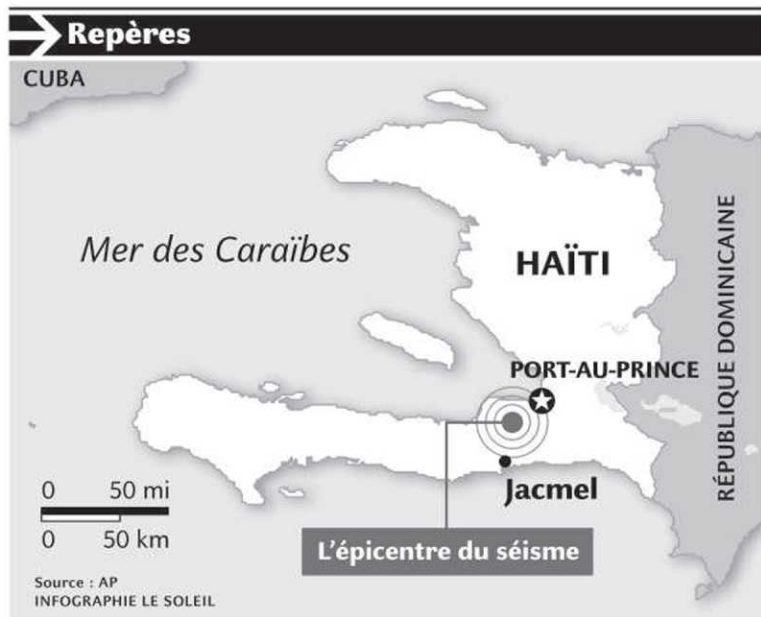 Repères
CUBA
Mer des Caraïbes
HAÏTI
RÉPUBLIQUE DOMINICAINE
PORT-AU-PRINCE
Jacmel
0 50 mi
0 50 km
L'épicentre du séisme
Source : AP
INFOGRAPHIE LE SOLEIL